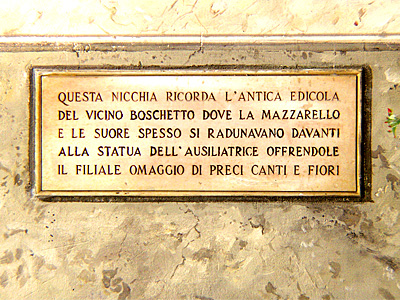 QUESTA NICCHIA RICORDA L'ANTICA EDICOLA
DEL VICINO BOSCHETTO DOVE LA MAZZARELLO
E LE SUORE SPESSO SI RADUNAVANO DAVANTI
ALLA STATUA DELL'AUSILIATRICE OFFRENDOLE
IL FILIALE OMAGGIO DI PRECI CANTI E FIORI